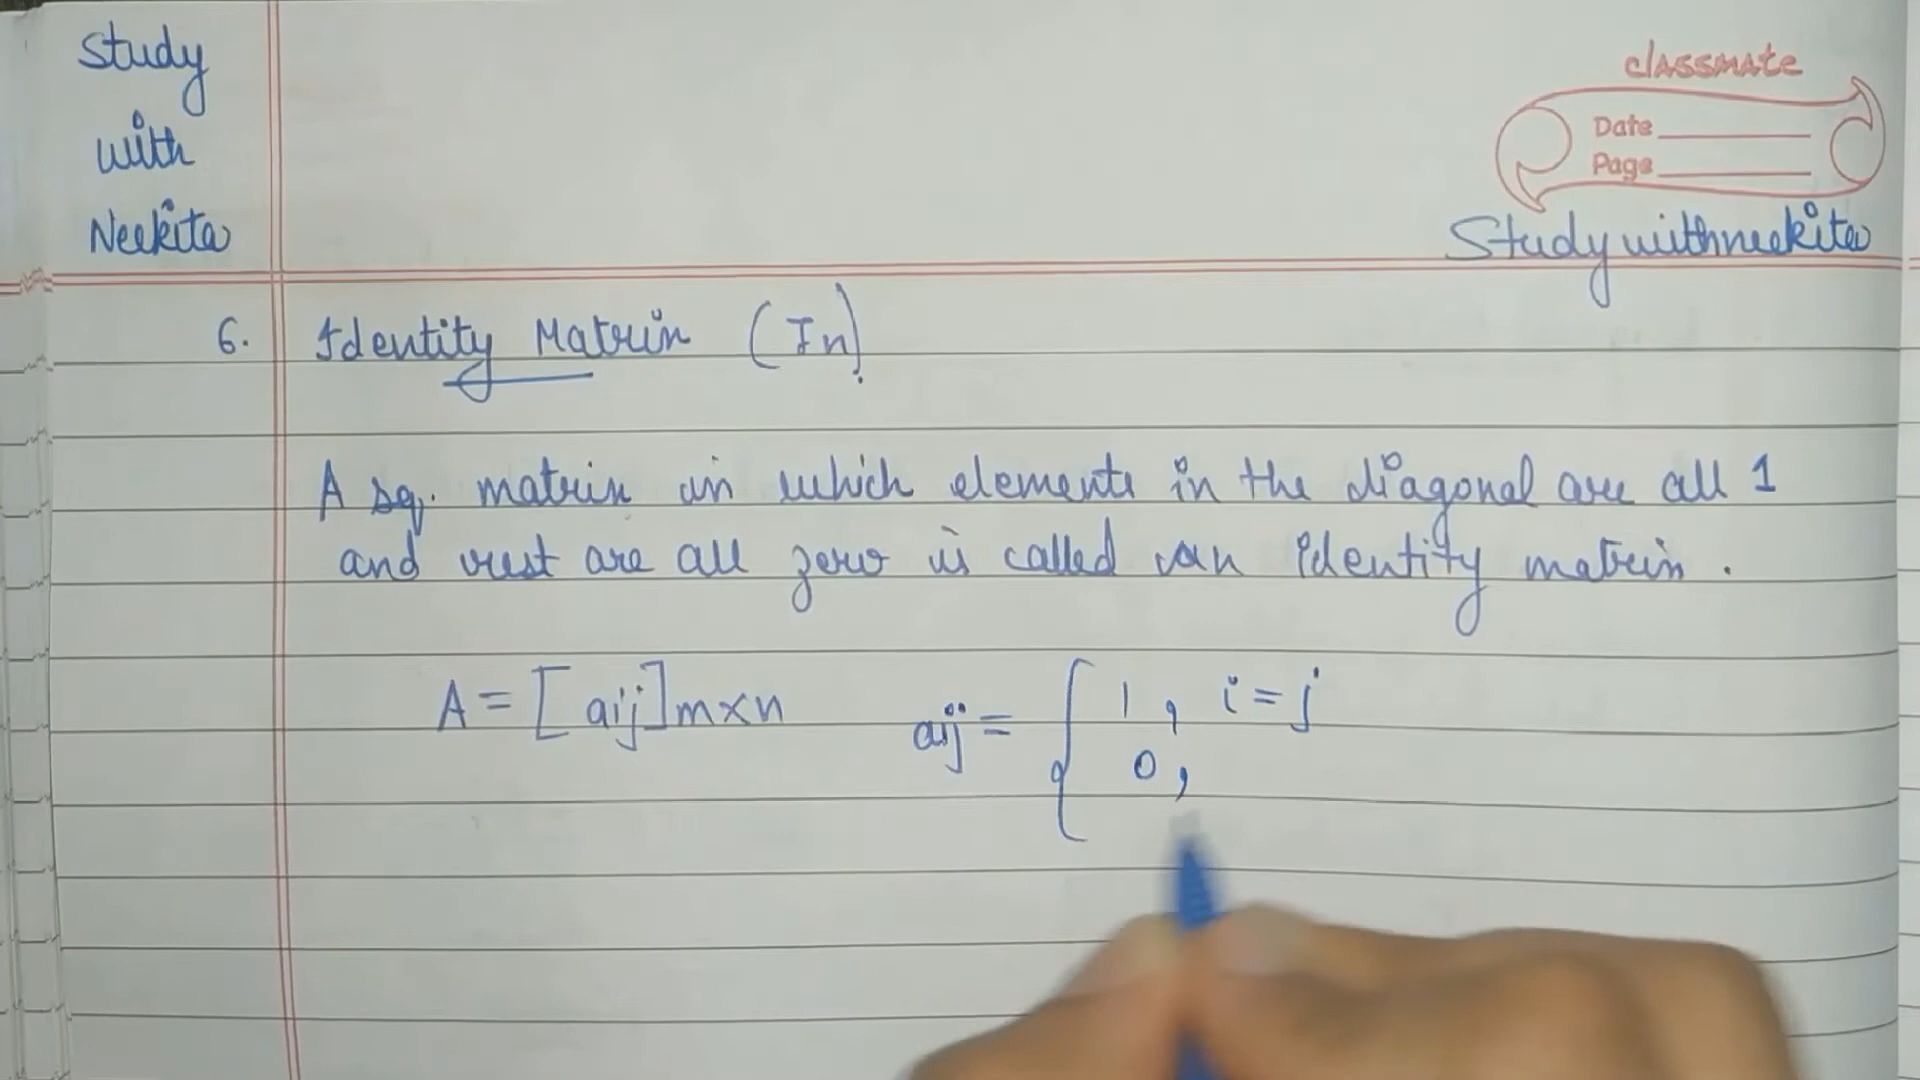 Study
with
Neekita
classmate
Date
Page
Studywithneekita
6. Identity Matrix (In)
A sq. matrix in which elements in the diagonal are all 1
and rest are all zero is called an identity matrix.
A = [aij]m×n aij = { 1, i = j
0,